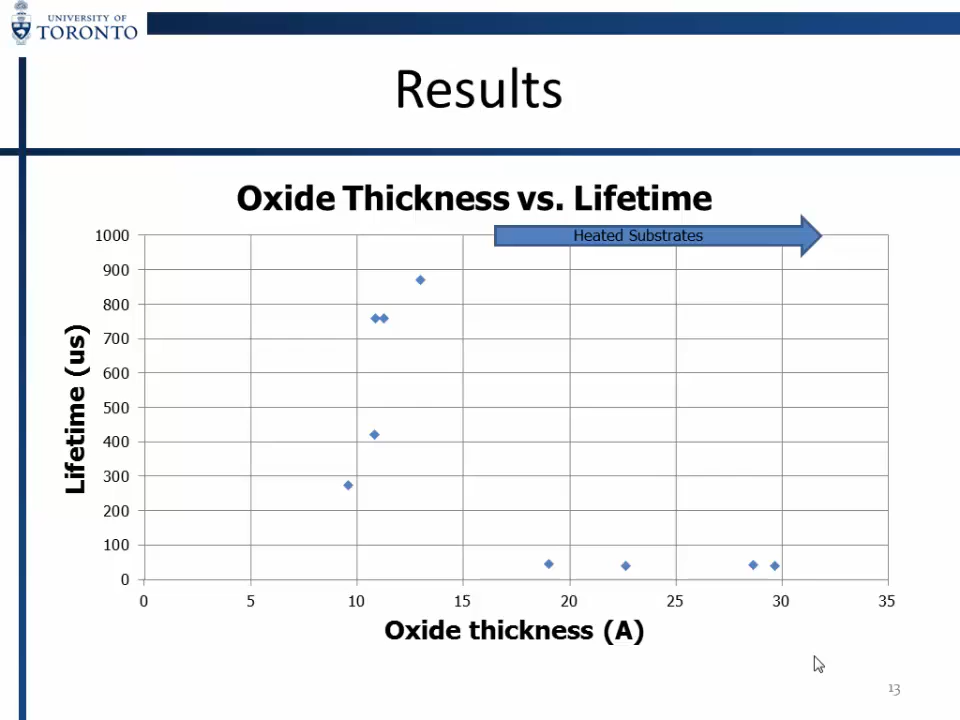 UNIVERSITY OF
TORONTO
Results
Oxide Thickness vs. Lifetime
Heated Substrates
1000
900
800
700
600
500
400
300
200
100
0
Lifetime (us)
0 5 10 15 20 25 30 35
Oxide thickness (A)
13